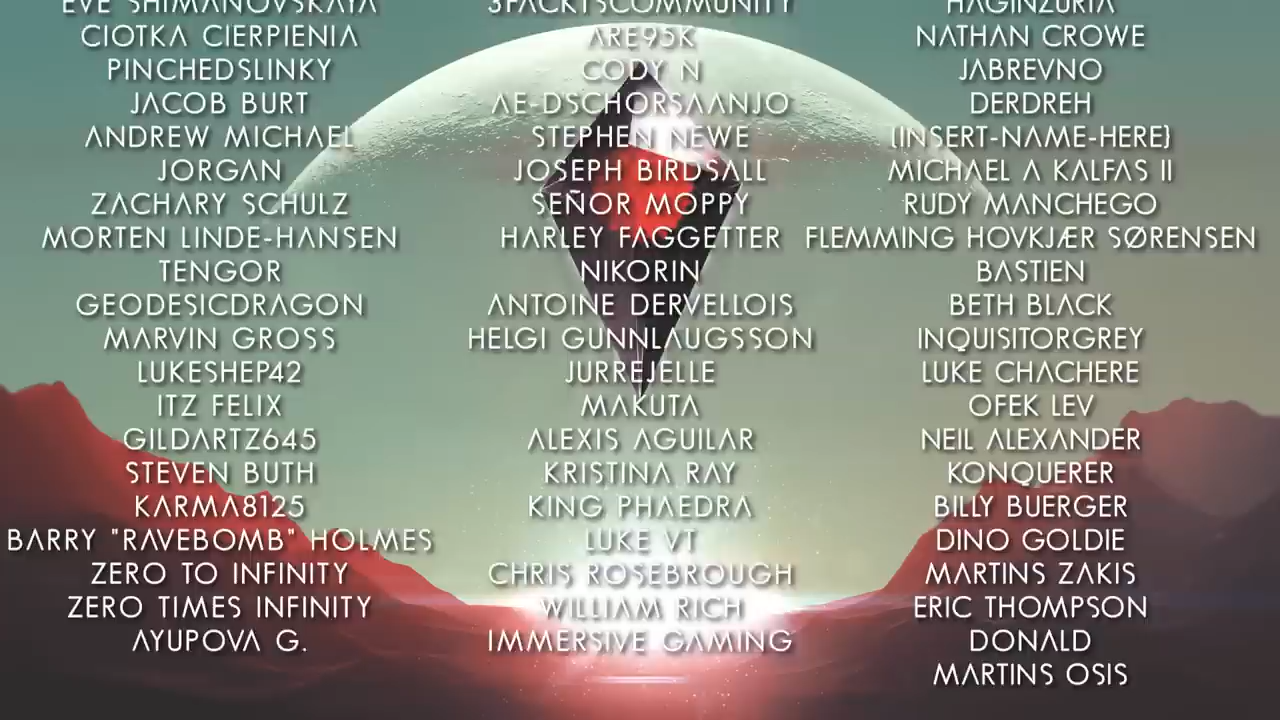 EVE SHIMANOVSKAYA
CIOTKA CIERPIENIA
PINCHEDSLINKY
JACOB BURT
ANDREW MICHAEL
JORGAN
ZACHARY SCHULZ
MORTEN LINDE-HANSEN
TENGOR
GEODESICDRAGON
MARVIN GROSS
LUKESHEP42
ITZ FELIX
GILDARTZ645
STEVEN BUTH
KARMA8125
BARRY "RAVEBOMB" HOLMES
ZERO TO INFINITY
ZERO TIMES INFINITY
AYUPOVA G.
3FACKTSCOMMUNITY
ARE95K
CODY N
AE-DSCHORSAANJO
STEPHEN NEWE
JOSEPH BIRDSALL
SEÑOR MOPPY
HARLEY FAGGETTER
NIKORIN
ANTOINE DERVELLOIS
HELGI GUNNLAUGSSON
JURREJELLE
MAKUTA
ALEXIS AGUILAR
KRISTINA RAY
KING PHAEDRA
LUKE VT
CHRIS ROSEBROUGH
WILLIAM RICH
IMMERSIVE GAMING
HAGINZURIA
NATHAN CROWE
JABREVNO
DERDREH
{INSERT-NAME-HERE}
MICHAEL A KALFAS II
RUDY MANCHEGO
FLEMMING HOVKJÆR SØRENSEN
BASTIEN
BETH BLACK
INQUISITORGREY
LUKE CHACHERE
OFEK LEV
NEIL ALEXANDER
KONQUERER
BILLY BUERGER
DINO GOLDIE
MARTINS ZAKIS
ERIC THOMPSON
DONALD
MARTINS OSIS